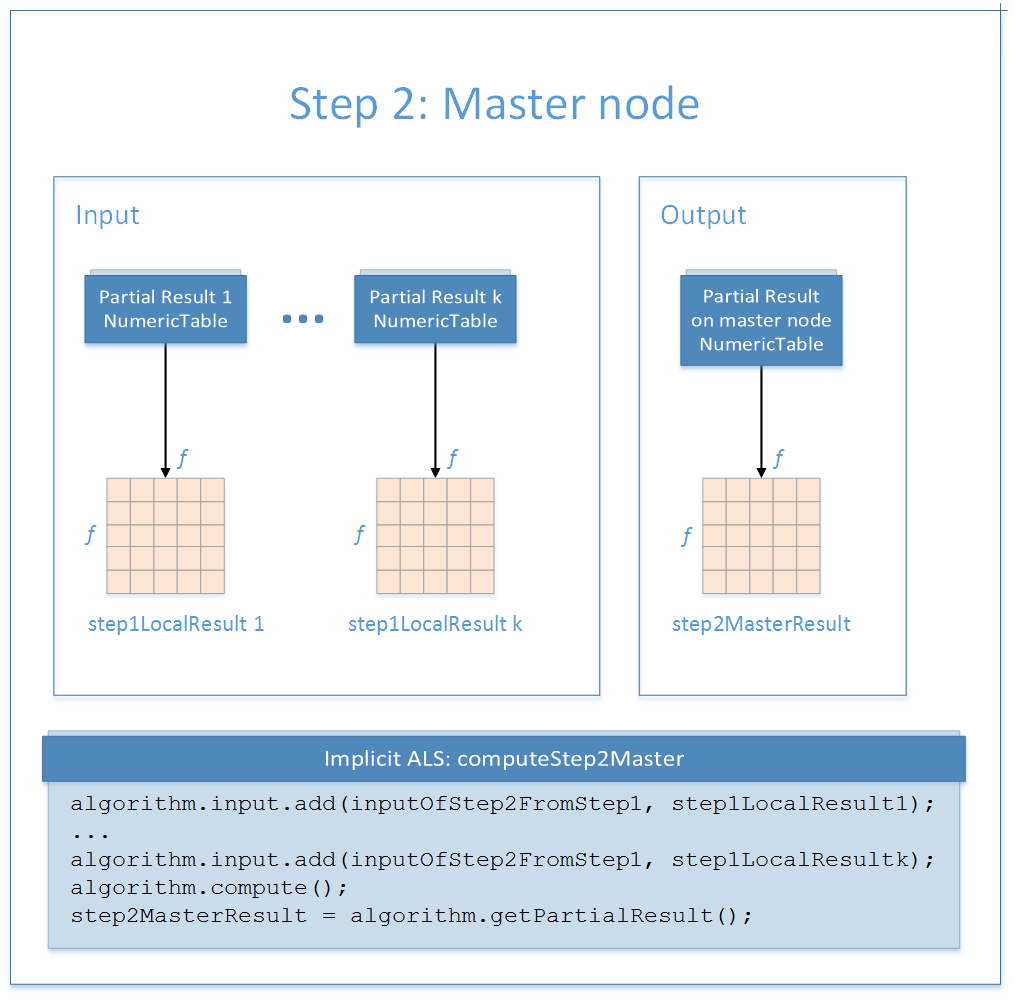 Step 2: Master node
Input
Partial Result 1
NumericTable
...
Partial Result k
NumericTable
f
f
step1LocalResult 1
f
f
step1LocalResult k
Output
Partial Result
on master node
NumericTable
f
f
step2MasterResult
Implicit ALS: computeStep2Master
algorithm.input.add(inputOfStep2FromStep1, step1LocalResult1);
...
algorithm.input.add(inputOfStep2FromStep1, step1LocalResultk);
algorithm.compute();
step2MasterResult = algorithm.getPartialResult();